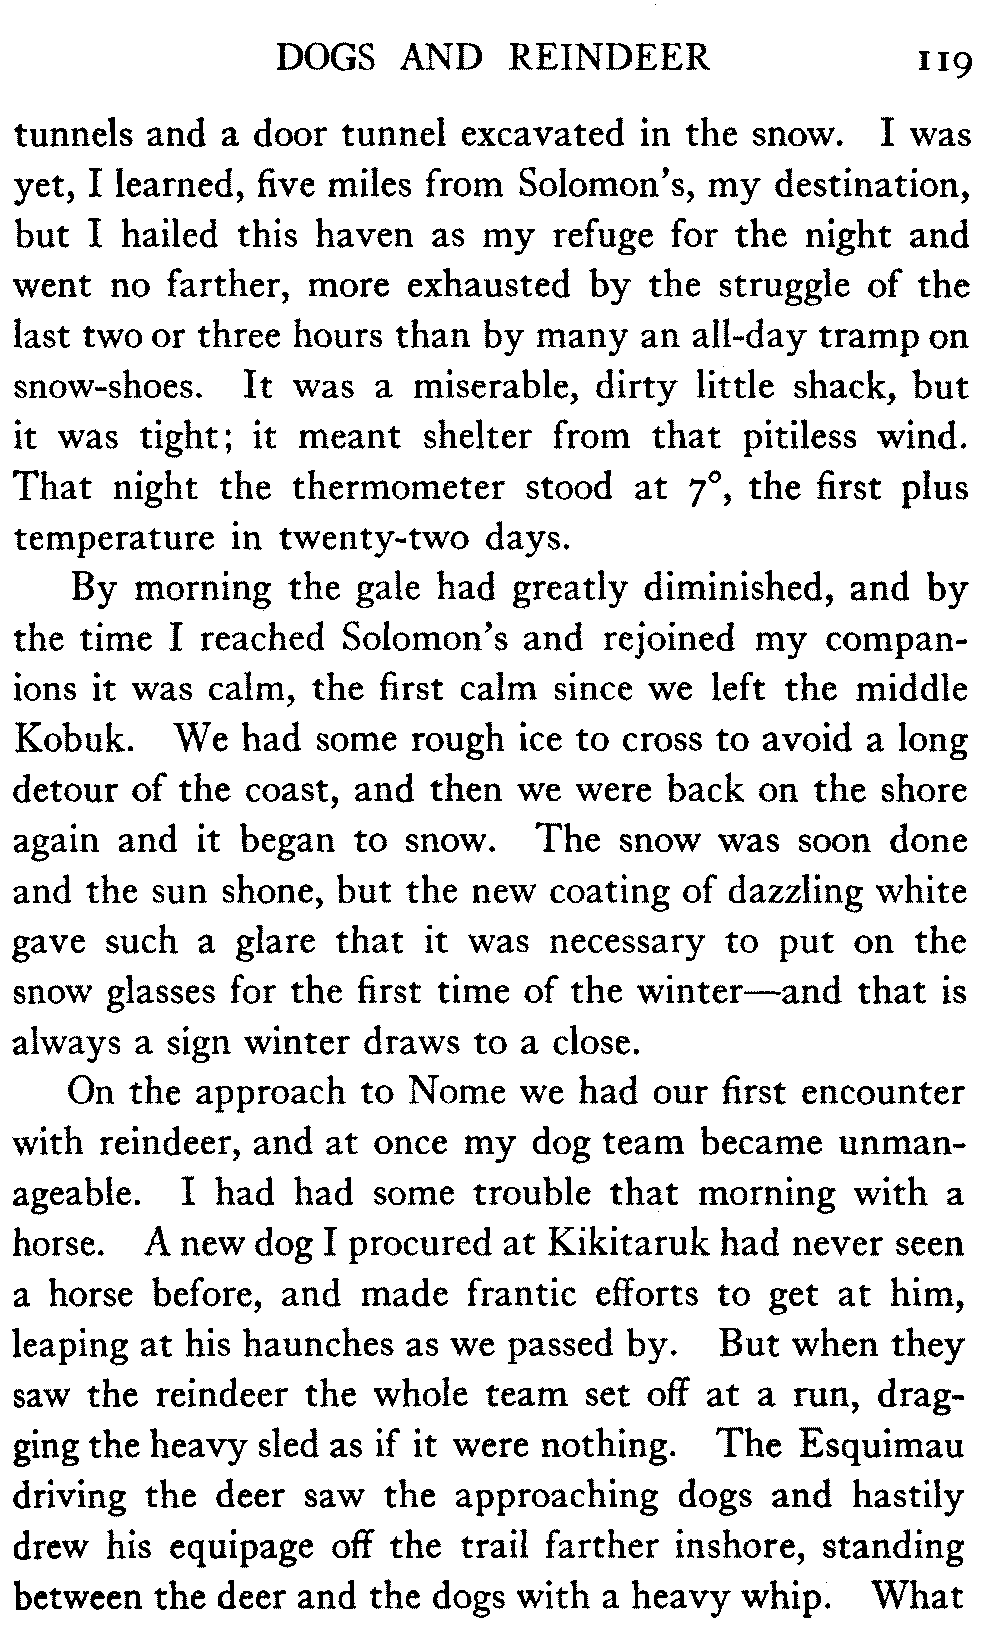 DOGS AND REINDEER 119
tunnels and a door tunnel excavated in the snow. I was
yet, I learned, five miles from Solomon's, my destination,
but I hailed this haven as my refuge for the night and
went no farther, more exhausted by the struggle of the
last two or three hours than by many an all-day tramp on
snow-shoes. It was a miserable, dirty little shack, but
it was tight; it meant shelter from that pitiless wind.
That night the thermometer stood at 7°, the first plus
temperature in twenty-two days.
By morning the gale had greatly diminished, and by
the time I reached Solomon's and rejoined my compan-
ions it was calm, the first calm since we left the middle
Kobuk. We had some rough ice to cross to avoid a long
detour of the coast, and then we were back on the shore
again and it began to snow. The snow was soon done
and the sun shone, but the new coating of dazzling white
gave such a glare that it was necessary to put on the
snow glasses for the first time of the winter—and that is
always a sign winter draws to a close.
On the approach to Nome we had our first encounter
with reindeer, and at once my dog team became unman-
ageable. I had had some trouble that morning with a
horse. A new dog I procured at Kikitaruk had never seen
a horse before, and made frantic efforts to get at him,
leaping at his haunches as we passed by. But when they
saw the reindeer the whole team set off at a run, drag-
ging the heavy sled as if it were nothing. The Esquimau
driving the deer saw the approaching dogs and hastily
drew his equipage off the trail farther inshore, standing
between the deer and the dogs with a heavy whip. What